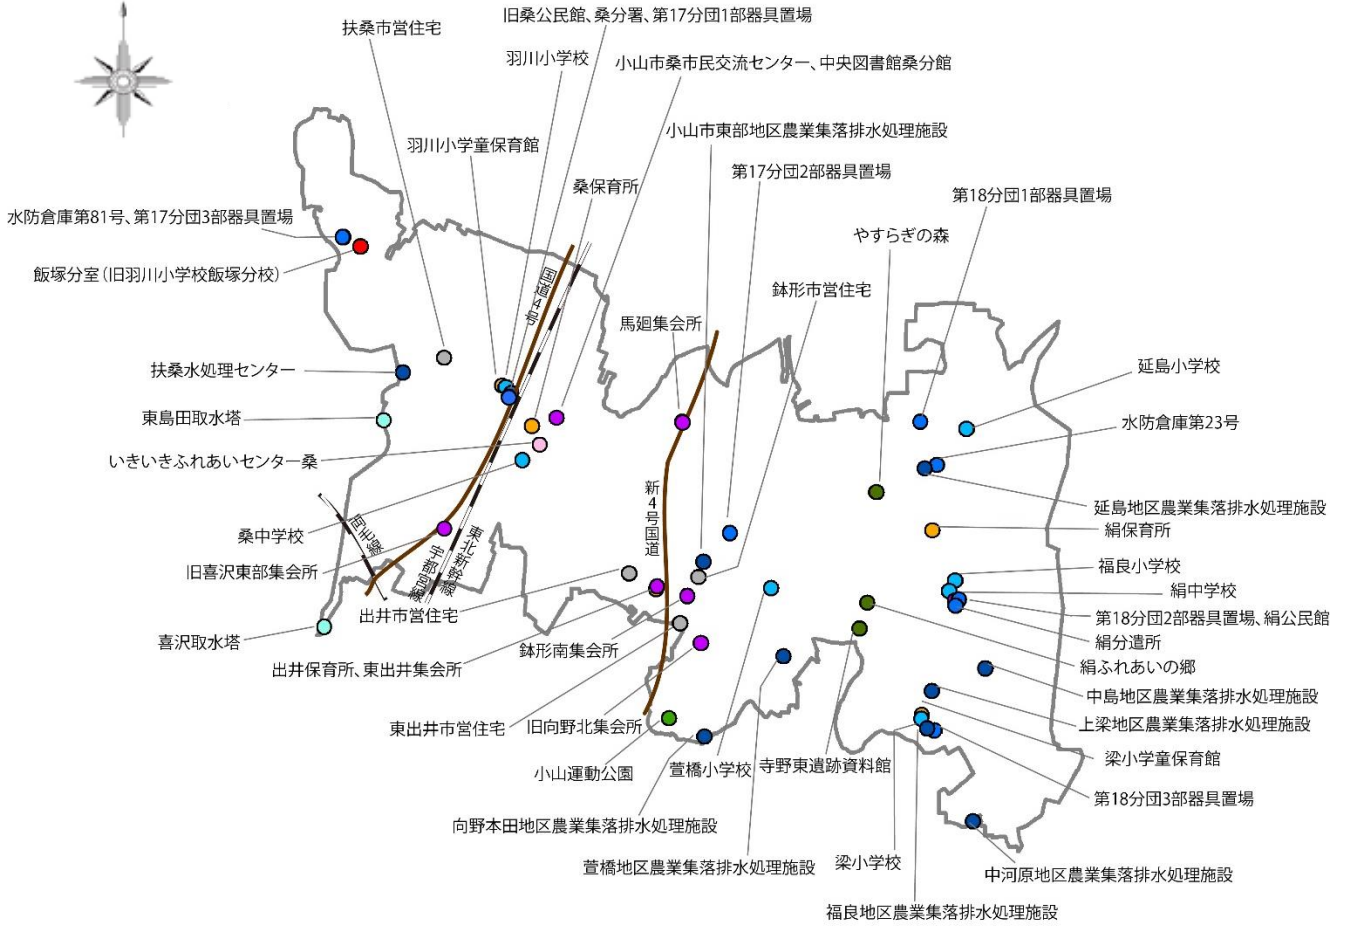 旧桑公民館、桑分署、第17分団1部器具置場
扶桑市営住宅
羽川小学校
小山市桑市民交流センター、中央図書館桑分館
小山市東部地区農業集落排水処理施設
羽川小学童保育館
第17分団2部器具置場
桑保育所
第18分団1部器具置場
水防倉庫第81号、第17分団3部器具置場
やすらぎの森
飯塚分室(旧羽川小学校飯塚分校)
国道4号
鉢形市営住宅
馬廻集会所
扶桑水処理センター
延島小学校
東島田取水塔
水防倉庫第23号
いきいきふれあいセンター桑
新4号国道
延島地区農業集落排水処理施設
絹保育所
桑中学校
両毛線
東北新幹線
宇都宮線
旧喜沢東部集会所
福良小学校
絹中学校
出井市営住宅
第18分団2部器具置場、絹公民館
喜沢取水塔
絹分遣所
鉢形南集会所
出井保育所、東出井集会所
絹ふれあいの郷
中島地区農業集落排水処理施設
東出井市営住宅
旧向野北集会所
上梁地区農業集落排水処理施設
梁小学童保育館
小山運動公園
萱橋小学校
寺野東遺跡資料館
第18分団3部器具置場
向野本田地区農業集落排水処理施設
萱橋地区農業集落排水処理施設
梁小学校
中河原地区農業集落排水処理施設
福良地区農業集落排水処理施設